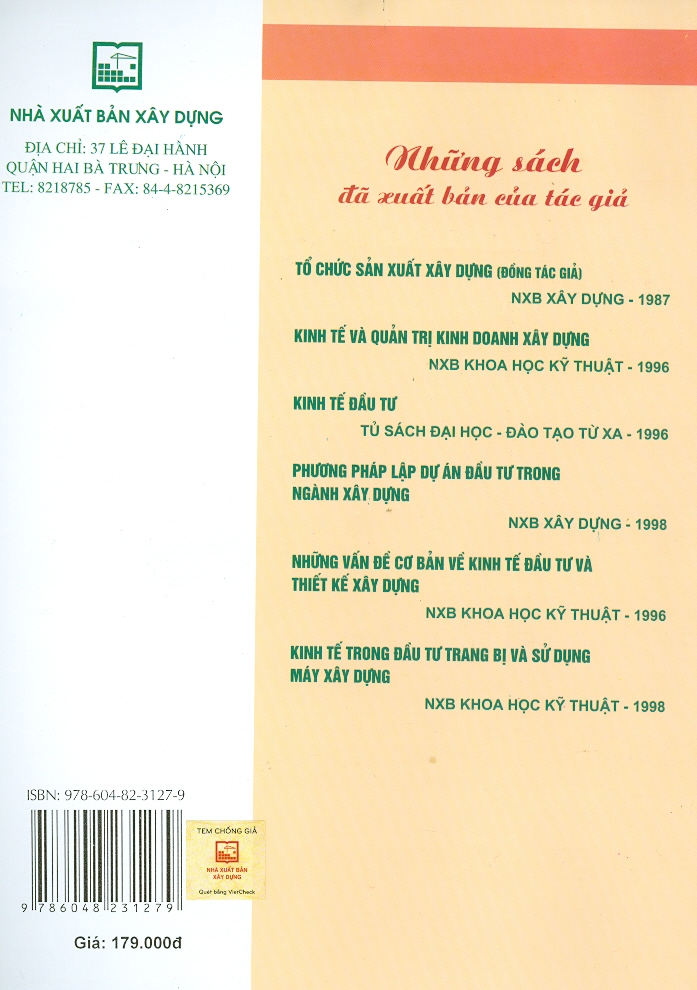 NHÀ XUẤT BẢN XÂY DỰNG
ĐỊA CHỈ: 37 LÊ ĐẠI HÀNH
QUẬN HAI BÀ TRƯNG - HÀ NỘI
TEL: 8218785 - FAX: 84-4-8215369
Những sách
đã xuất bản của tác giả
TỔ CHỨC SẢN XUẤT XÂY DỰNG (ĐỒNG TÁC GIẢ)
NXB XÂY DỰNG - 1987
KINH TẾ VÀ QUẢN TRỊ KINH DOANH XÂY DỰNG
NXB KHOA HỌC KỸ THUẬT - 1996
KINH TẾ ĐẦU TƯ
TỦ SÁCH ĐẠI HỌC - ĐÀO TẠO TỪ XA - 1996
PHƯƠNG PHÁP LẬP DỰ ÁN ĐẦU TƯ TRONG
NGÀNH XÂY DỰNG
NXB XÂY DỰNG - 1998
NHỮNG VẤN ĐỀ CƠ BẢN VỀ KINH TẾ ĐẦU TƯ VÀ
THIẾT KẾ XÂY DỰNG
NXB KHOA HỌC KỸ THUẬT - 1996
KINH TẾ TRONG ĐẦU TƯ TRANG BỊ VÀ SỬ DỤNG
MÁY XÂY DỰNG
NXB KHOA HỌC KỸ THUẬT - 1998
ISBN: 978-604-82-3127-9
9 786048 231279
TEM CHỐNG GIẢ
NHÀ XUẤT BẢN
XÂY DỰNG
Quét bằng VierCheck
Giá: 179.000đ